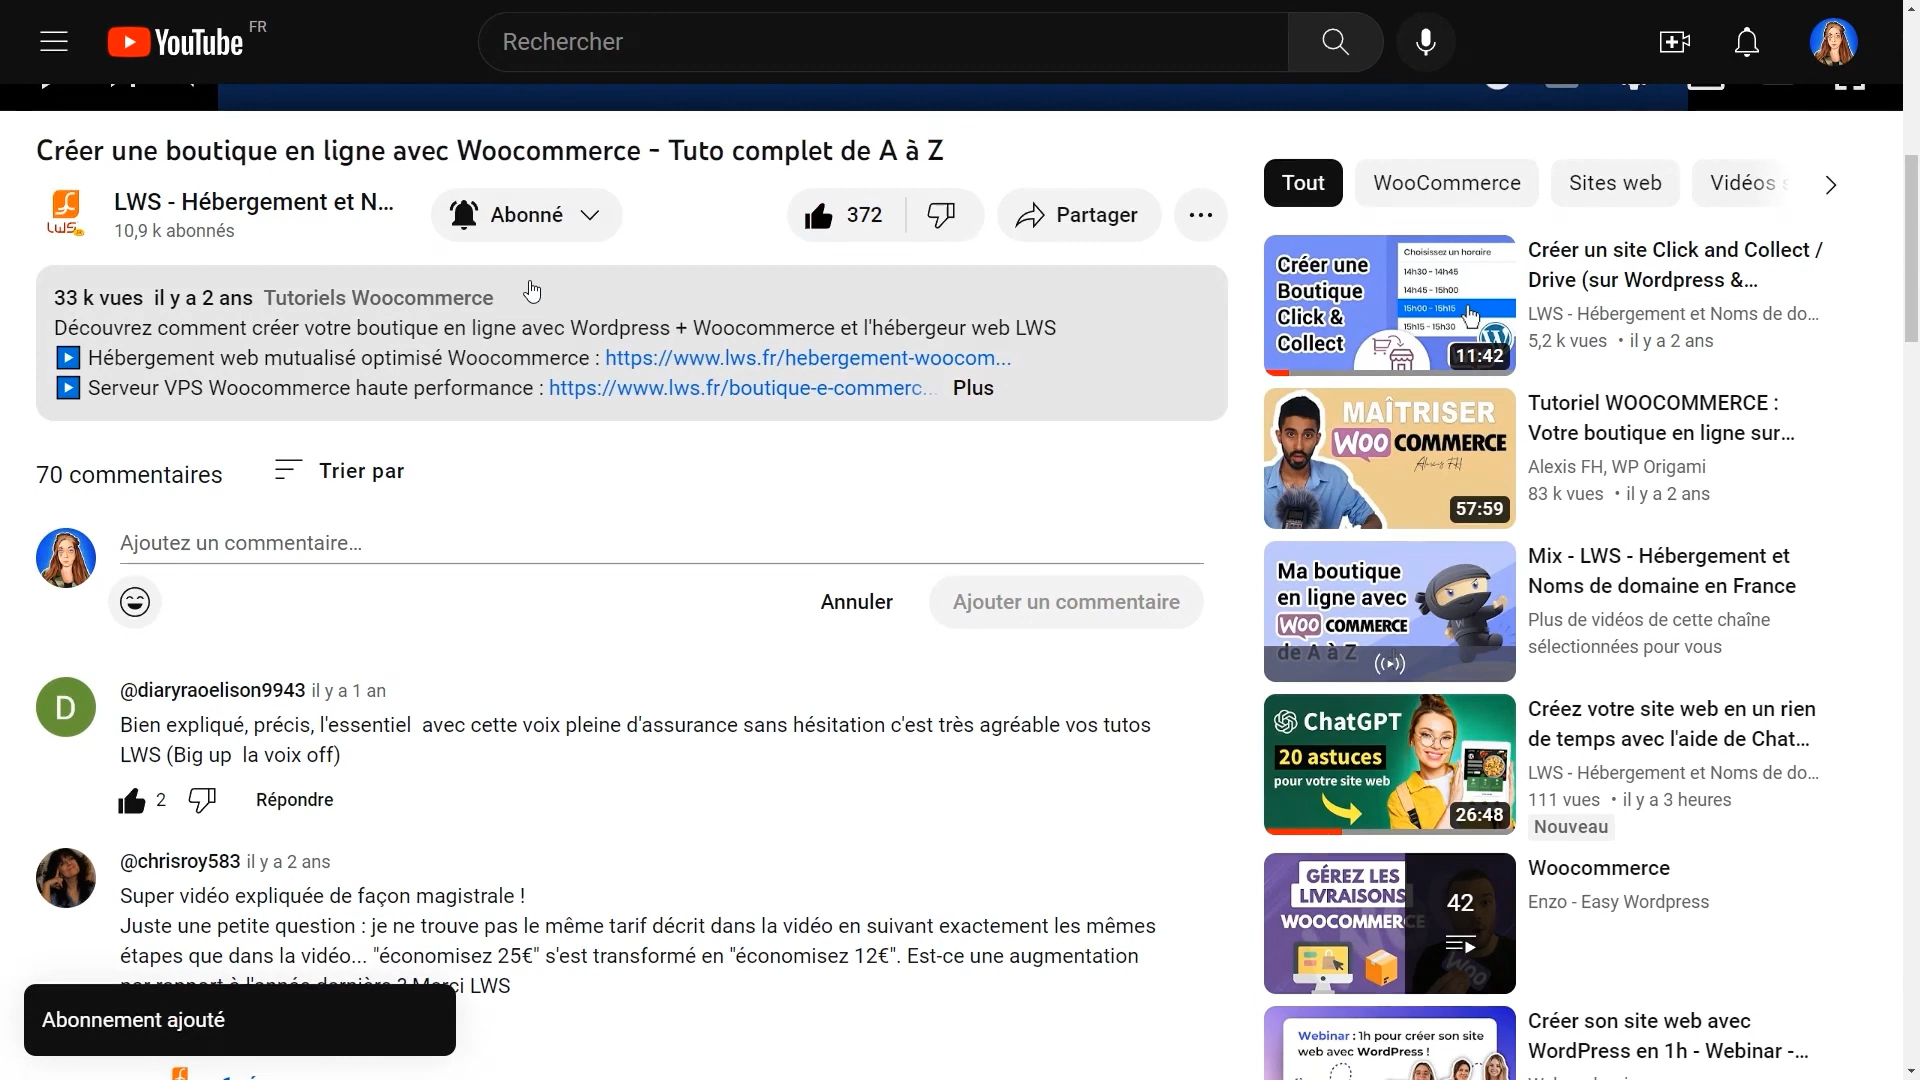 YouTube FR
Rechercher
Créer une boutique en ligne avec Woocommerce - Tuto complet de A à Z
LWS
LWS - Hébergement et N...
10,9 k abonnés
Abonné
372
Partager
33 k vues il y a 2 ans Tutoriels Woocommerce
Découvrez comment créer votre boutique en ligne avec Wordpress + Woocommerce et l'hébergeur web LWS
Hébergement web mutualisé optimisé Woocommerce : https://www.lws.fr/hebergement-woocom...
Serveur VPS Woocommerce haute performance : https://www.lws.fr/boutique-e-commerc... Plus
70 commentaires
Trier par
Ajoutez un commentaire...
Annuler
Ajouter un commentaire
D
@diaryraoelison9943 il y a 1 an
Bien expliqué, précis, l'essentiel avec cette voix pleine d'assurance sans hésitation c'est très agréable vos tutos
LWS (Big up la voix off)
2
Répondre
@chrisroy583 il y a 2 ans
Super vidéo expliquée de façon magistrale !
Juste une petite question : je ne trouve pas le même tarif décrit dans la vidéo en suivant exactement les mêmes
étapes que dans la vidéo... "économisez 25€" s'est transformé en "économisez 12€". Est-ce une augmentation
par rapport à l'année dernière ? Merci LWS
Abonnement ajouté
Tout
WooCommerce
Sites web
Vidéos
Créer une
Boutique
Click &
Collect
Choisissez un horaire
14h30 - 14h45
14h45 - 15h00
15h00 - 15h15
15h15 - 15h30
11:42
Créer un site Click and Collect /
Drive (sur Wordpress &...
LWS - Hébergement et Noms de do...
5,2 k vues • il y a 2 ans
MAÎTRISER
WOO COMMERCE
Alexis FH
57:59
Tutoriel WOOCOMMERCE :
Votre boutique en ligne sur...
Alexis FH, WP Origami
83 k vues • il y a 2 ans
Ma boutique
en ligne avec
WOO COMMERCE
de A à Z
Mix - LWS - Hébergement et
Noms de domaine en France
Plus de vidéos de cette chaîne
sélectionnées pour vous
ChatGPT
20 astuces
pour votre site web
26:48
Créez votre site web en un rien
de temps avec l'aide de Chat...
LWS - Hébergement et Noms de do...
111 vues • il y a 3 heures
Nouveau
GÉREZ LES
LIVRAISONS
WOOCOMMERCE
42
Woocommerce
Enzo - Easy Wordpress
Webinar : 1h pour créer son site
web avec WordPress !
Créer son site web avec
WordPress en 1h - Webinar -...